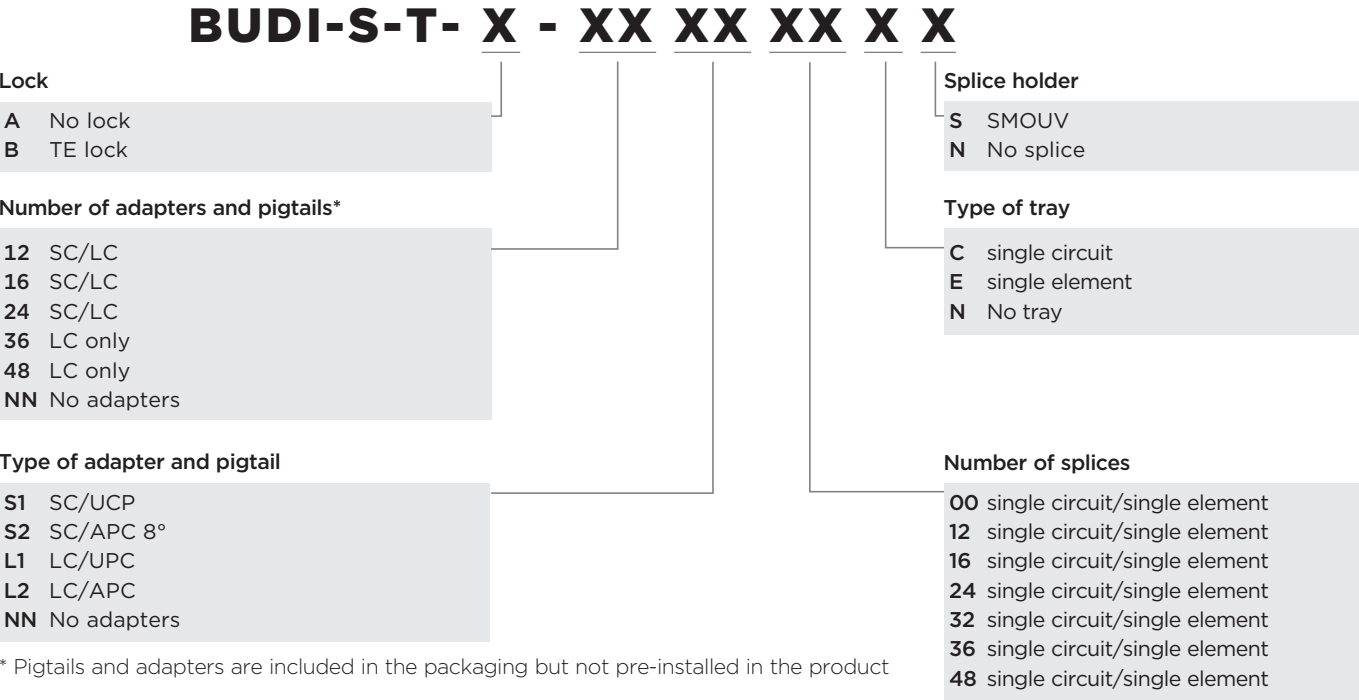 BUDI-S-T- X - XX XX XX X X
Lock
A No lock
B TE lock
Number of adapters and pigtails*
12 SC/LC
16 SC/LC
24 SC/LC
36 LC only
48 LC only
NN No adapters
Type of adapter and pigtail
S1 SC/UCP
S2 SC/APC 8°
L1 LC/UPC
L2 LC/APC
NN No adapters
* Pigtails and adapters are included in the packaging but not pre-installed in the product
Splice holder
S SMOUV
N No splice
Type of tray
C single circuit
E single element
N No tray
Number of splices
00 single circuit/single element
12 single circuit/single element
16 single circuit/single element
24 single circuit/single element
32 single circuit/single element
36 single circuit/single element
48 single circuit/single element